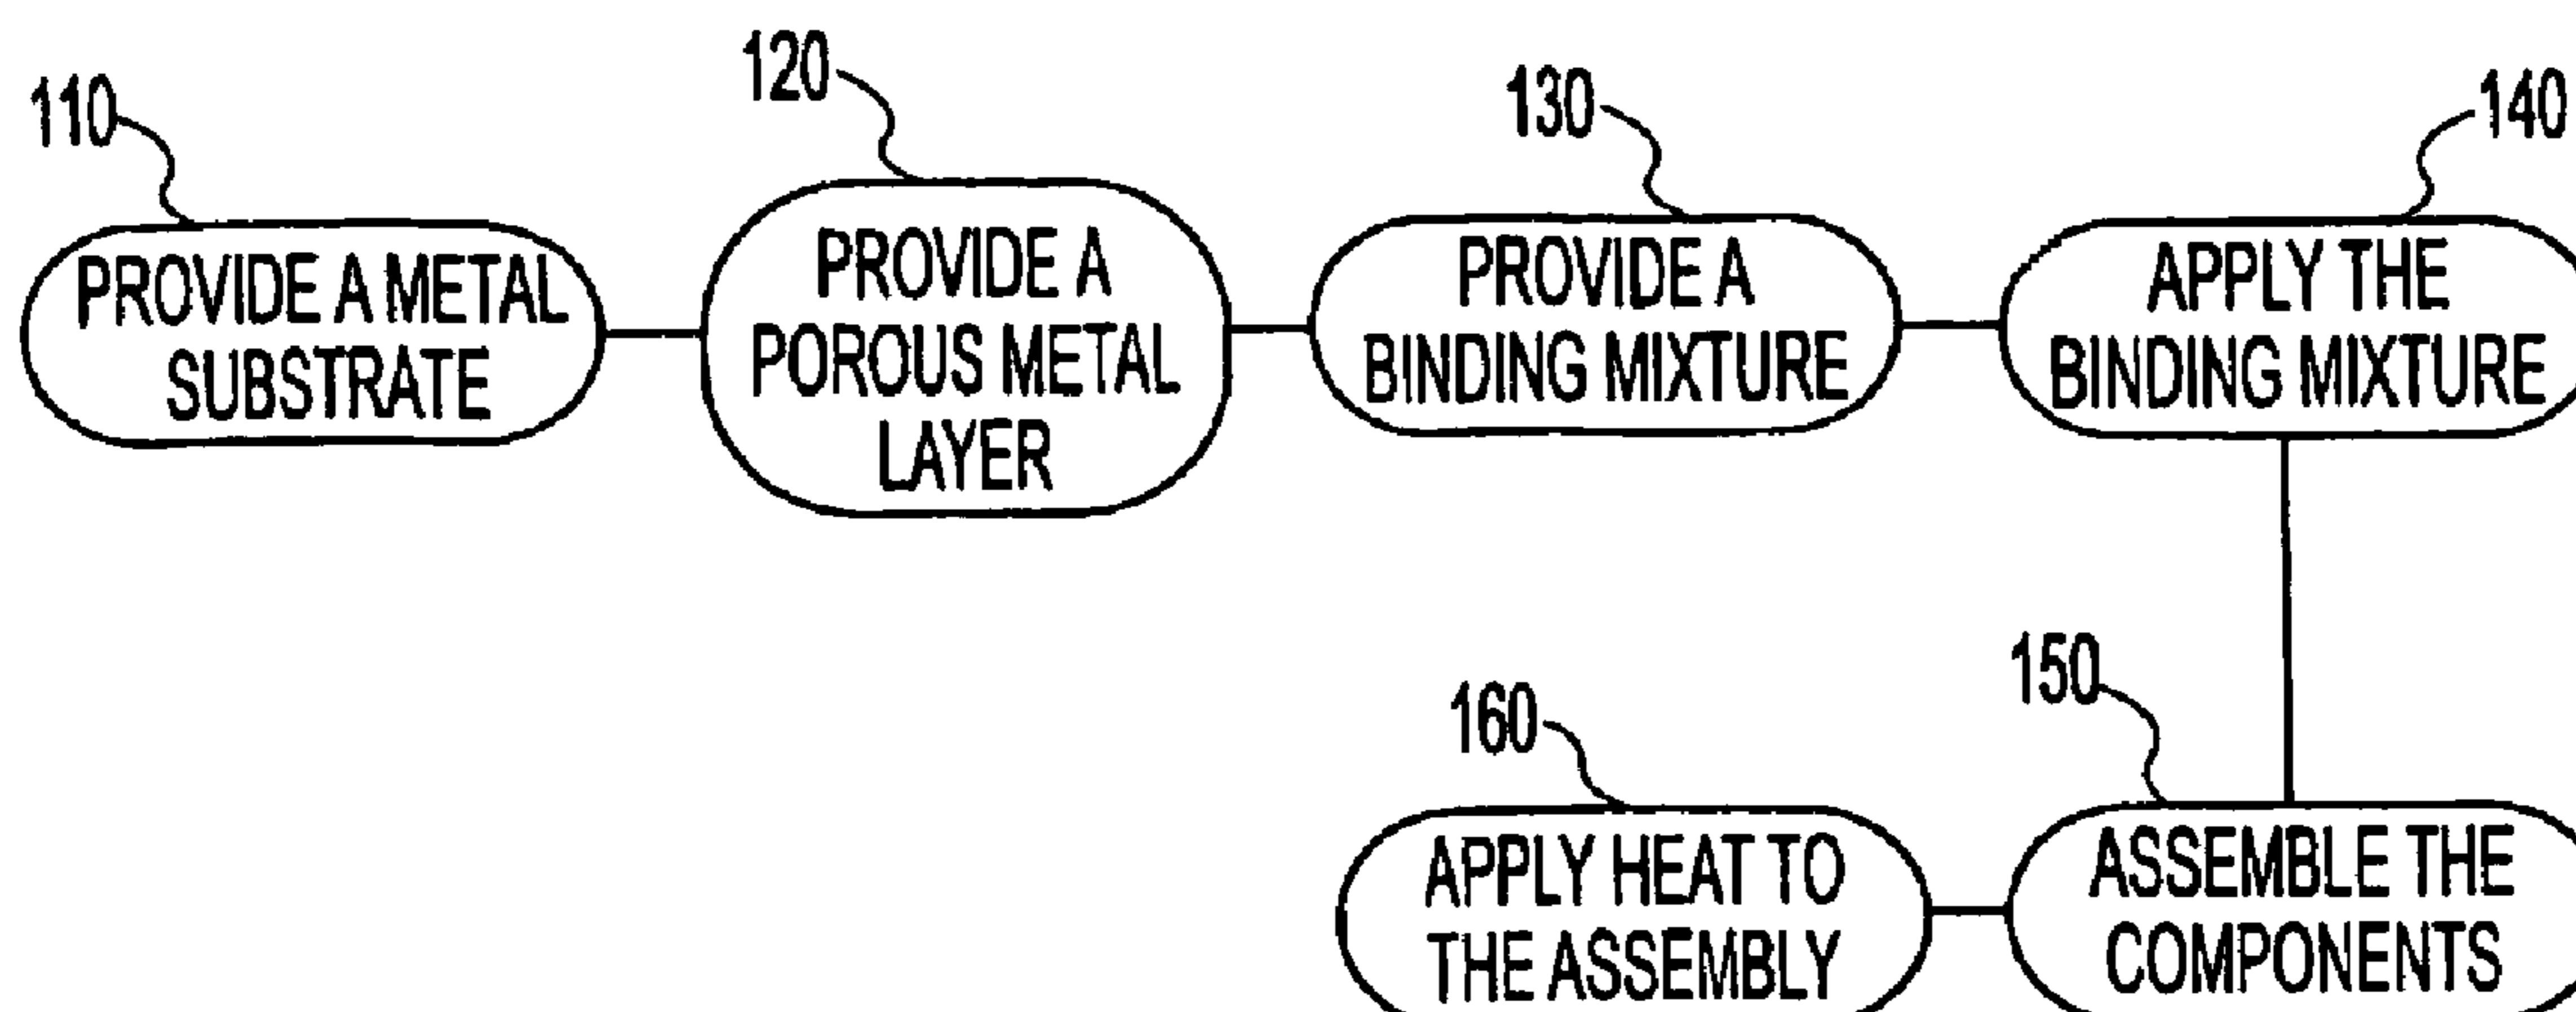 110
PROVIDE A METAL
SUBSTRATE
120
PROVIDE A
POROUS METAL
LAYER
130
PROVIDE A
BINDING MIXTURE
140
APPLY THE
BINDING MIXTURE
150
ASSEMBLE THE
COMPONENTS
160
APPLY HEAT TO
THE ASSEMBLY